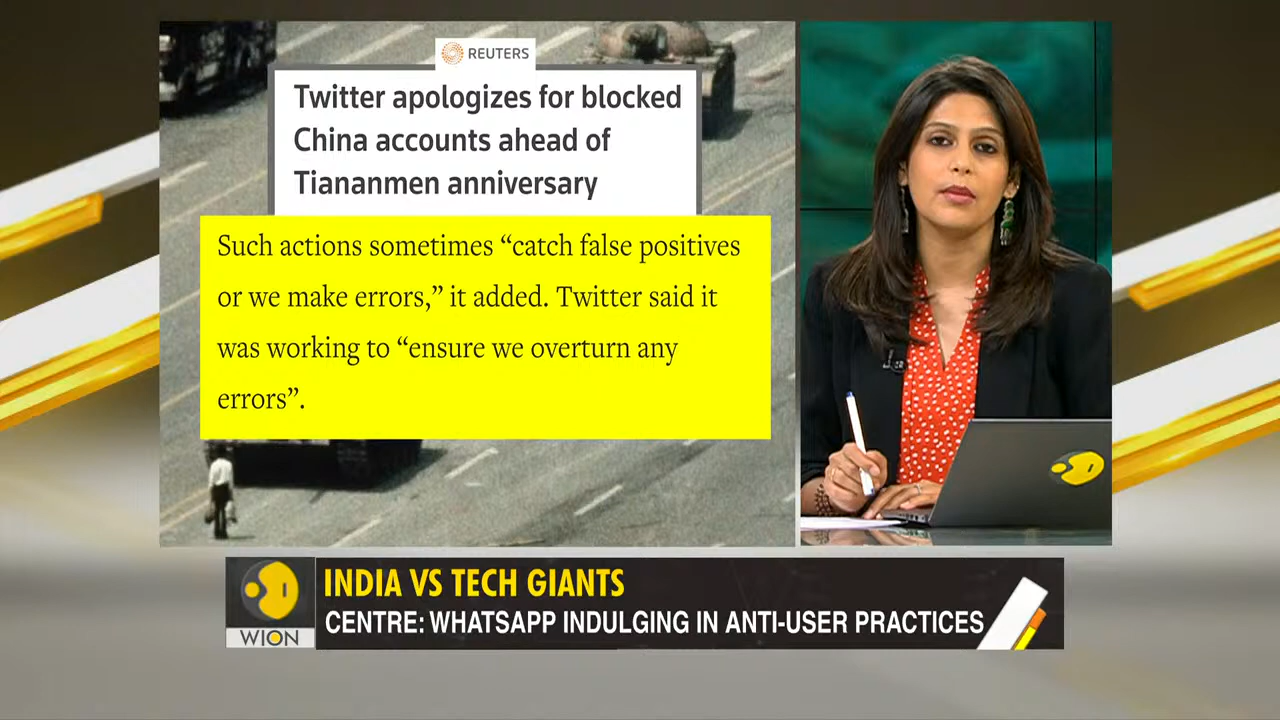 REUTERS
Twitter apologizes for blocked
China accounts ahead of
Tiananmen anniversary
Such actions sometimes “catch false positives
or we make errors,” it added. Twitter said it
was working to “ensure we overturn any
errors”.
INDIA VS TECH GIANTS
CENTRE: WHATSAPP INDULGING IN ANTI-USER PRACTICES
WION